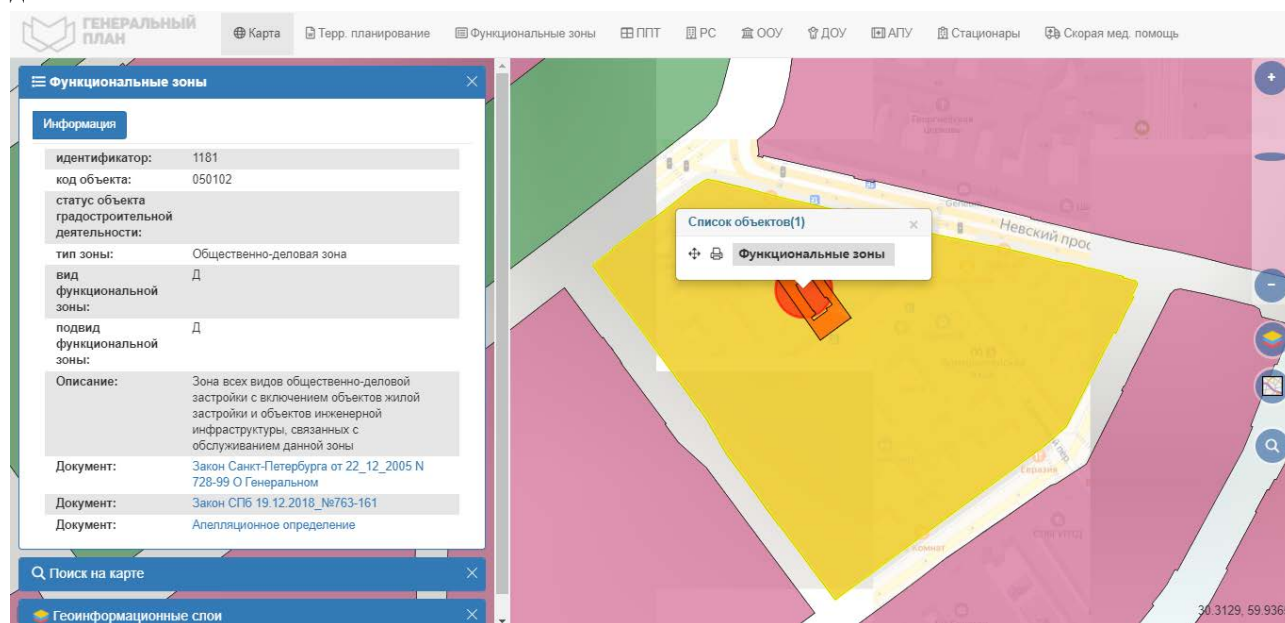 ГЕНЕРАЛЬНЫЙ
ПЛАН
Карта Терр. планирование Функциональные зоны ППТ РС ООУ ДОУ АПУ Стационары Скорая мед. помощь
Функциональные зоны
Информация
идентификатор: 1181
код объекта: 050102
статус объекта
градостроительной
деятельности:
тип зоны: Общественно-деловая зона
вид Д
функциональной
зоны:
подвид Д
функциональной
зоны:
Описание: Зона всех видов общественно-деловой
застройки с включением объектов жилой
застройки и объектов инженерной
инфраструктуры, связанных с
обслуживанием данной зоны
Документ: Закон Санкт-Петербурга от 22_12_2005 N
728-99 О Генеральном
Документ: Закон СПб 19.12.2018_№763-161
Документ: Апелляционное определение
Поиск на карте
Геоинформационные слои
Список объектов(1)
Функциональные зоны
Невский прос
Евразия
Комнат
30.3129, 59.936